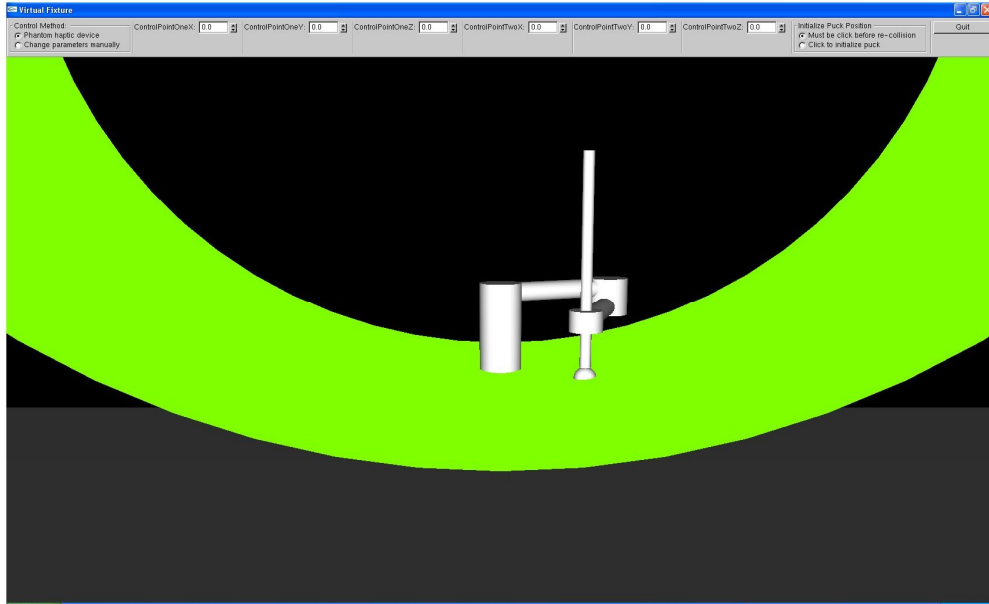 Virtual Fixture
Control Method:
Phantom haptic device
Change parameters manually
ControlPointOneX: 0.0
ControlPointOneY: 0.0
ControlPointOneZ: 0.0
ControlPointTwoX: 0.0
ControlPointTwoY: 0.0
ControlPointTwoZ: 0.0
Initialize Puck Position
Must be click before re-collision
Click to initialize puck
Quit